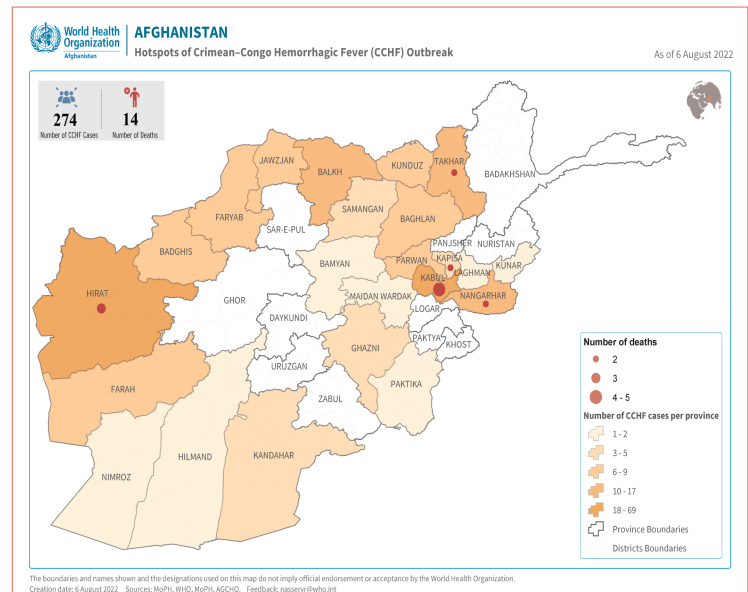 World Health
Organization
Afghanistan
AFGHANISTAN
Hotspots of Crimean–Congo Hemorrhagic Fever (CCHF) Outbreak
As of 6 August 2022
274
Number of CCHF Cases
14
Number of Deaths
JAWZJAN
BALKH
KUNDUZ
TAKHAR
BADAKHSHAN
FARYAB
SAMANGAN
BAGHLAN
SAR-E-PUL
PANJSHER
NURISTAN
BADGHIS
BAMYAN
PARWAN
KAPISA
KUNAR
LAGHMAN
KABUL
HIRAT
GHOR
MAIDAN WARDAK
NANGARHAR
LOGAR
DAYKUNDI
PAKTYA
KHOST
GHAZNI
URUZGAN
FARAH
ZABUL
PAKTIKA
HILMAND
KANDAHAR
NIMROZ
Number of deaths
2
3
4 - 5
Number of CCHF cases per province
1 - 2
3 - 5
6 - 9
10 - 17
18 - 69
Province Boundaries
Districts Boundaries
The boundaries and names shown and the designations used on this map do not imply official endorsement or acceptance by the World Health Organization.
Creation date: 6 August 2022 Sources: MoPH, WHO, MoPH, AGCHO, Feedback: nasseryr@who.int